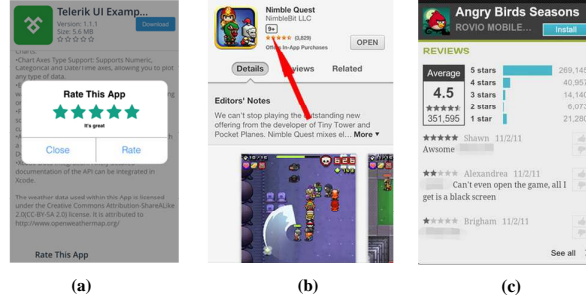 Telerik UI Examp...
Version: 1.1.1
Size: 5.6 MB
Download
•Chart Axes Type Support: Supports Numeric,
Categorical and Date/Time axes, allowing you to plot
any type of data.
Rate This App
It's great
Close
Rate
documentation of the API can be integrated in
Xcode.
The weather data used within this App is licensed
under the Creative Commons Attribution-ShareALike
2.0(CC-BY-SA 2.0) license. It is attributed to
http://www.openweathermap.org/
Rate This App
(a)
Nimble Quest
NimbleBit LLC
9+
(3,829)
In-App Purchases
OPEN
Details
Related
Editors' Notes
We can't stop playing the outstanding new
offering from the developer of Tiny Tower and
Pocket Planes. Nimble Quest mixes el... More ▾
(b)
Angry Birds Seasons
ROVIO MOBILE...
Install
REVIEWS
Average
4.5
351,595
5 stars 269,145
4 stars 40,957
3 stars 14,140
2 stars 6,073
1 star 21,280
Shawn 11/2/11
Awsome
Alexandrea 11/2/11
Can't even open the game, all I
get is a black screen
Brigham 11/2/11
See all
(c)